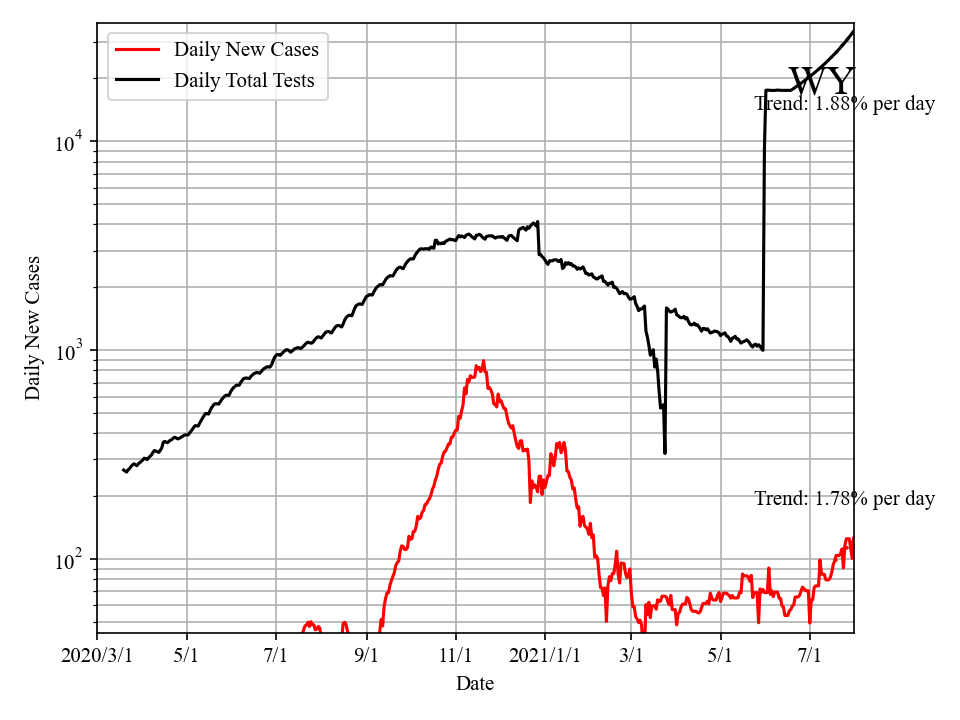 Daily New Cases
Daily Total Tests
WY
Trend: 1.88% per day
Trend: 1.78% per day
Daily New Cases
10^4
10^3
10^2
2020/3/1 5/1 7/1 9/1 11/1 2021/1/1 3/1 5/1 7/1
Date